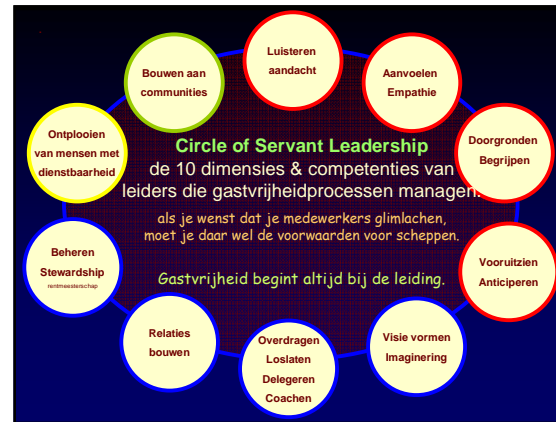 Luisteren
aandacht
Aanvoelen
Empathie
Doorgronden
Begrijpen
Vooruitzien
Anticiperen
Visie vormen
Imaginering
Overdragen
Loslaten
Delegeren
Coachen
Relaties
bouwen
Beheren
Stewardship
rentmeesterschap
Ontplooien
van mensen met
dienstbaarheid
Bouwen aan
communities
Circle of Servant Leadership
de 10 dimensies & competenties van
leiders die gastvrijheidprocessen managen.
als je wenst dat je medewerkers glimlachen,
moet je daar wel de voorwaarden voor scheppen.
Gastvrijheid begint altijd bij de leiding.